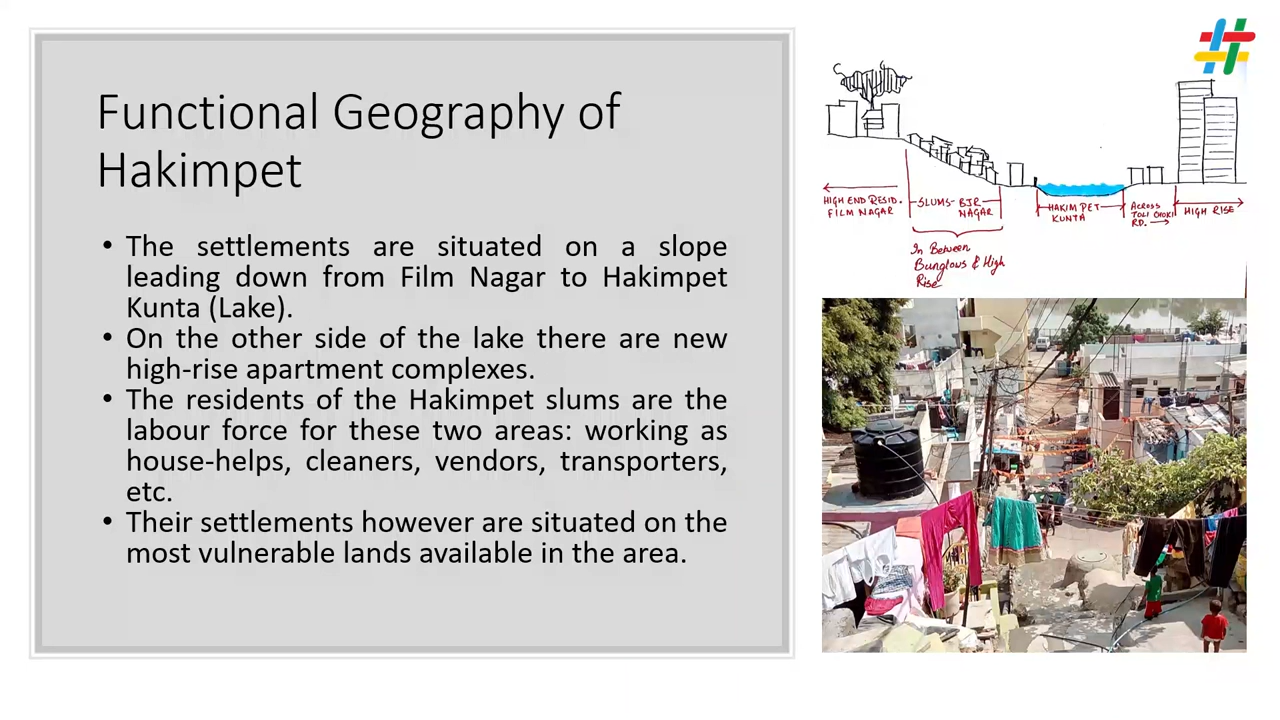 Functional Geography of
Hakimpet
• The settlements are situated on a slope
leading down from Film Nagar to Hakimpet
Kunta (Lake).
• On the other side of the lake there are new
high-rise apartment complexes.
• The residents of the Hakimpet slums are the
labour force for these two areas: working as
house-helps, cleaners, vendors, transporters,
etc.
• Their settlements however are situated on the
most vulnerable lands available in the area.
HIGH END RESID.
FILM NAGAR
SLUMS - BJR
NAGAR
HAKIM PET
KUNTA
ACROSS
TOLI CHOKI
RD.
HIGH RISE
In Between
Bunglows & High
Rise